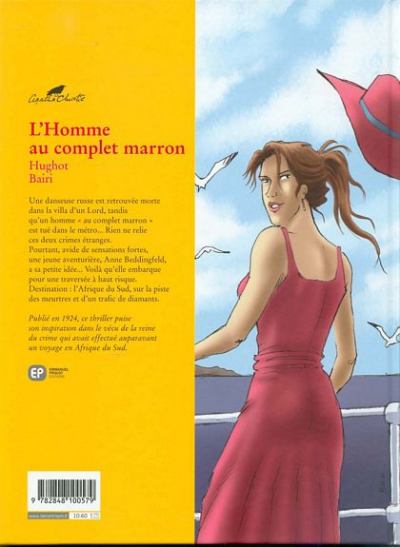 Agatha Christie
L'Homme
au complet marron
Hughot
Bairi
Une danseuse russe est retrouvée morte
dans la villa d'un Lord, tandis
qu'un homme « au complet marron »
est tué dans le métro... Rien ne relie
ces deux crimes étranges.
Pourtant, avide de sensations fortes,
une jeune aventurière, Anne Beddingfeld,
a sa petite idée... Voilà qu'elle embarque
pour une traversée à haut risque.
Destination : l'Afrique du Sud, sur la piste
des meurtres et d'un trafic de diamants.
Publié en 1924, ce thriller puise
son inspiration dans le vécu de la reine
du crime qui avait effectué auparavant
un voyage en Afrique du Sud.
EP
EMMANUEL
PROUST
EDITIONS
9 782848 100579
10.60